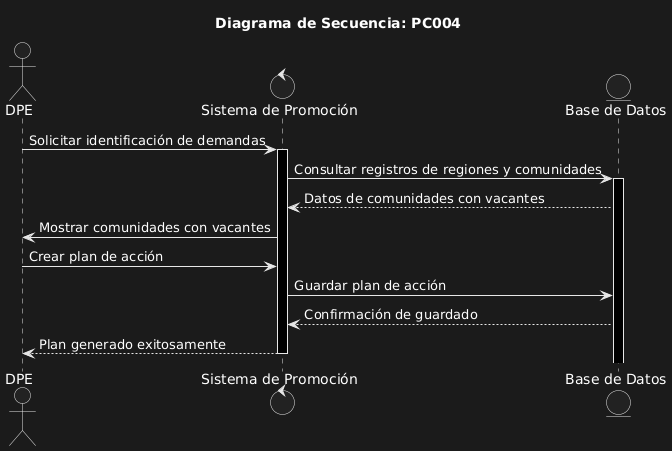 Diagrama de Secuencia: PC004
DPE
Sistema de Promoción
Base de Datos
Solicitar identificación de demandas
Consultar registros de regiones y comunidades
Datos de comunidades con vacantes
Mostrar comunidades con vacantes
Crear plan de acción
Guardar plan de acción
Confirmación de guardado
Plan generado exitosamente
DPE
Sistema de Promoción
Base de Datos